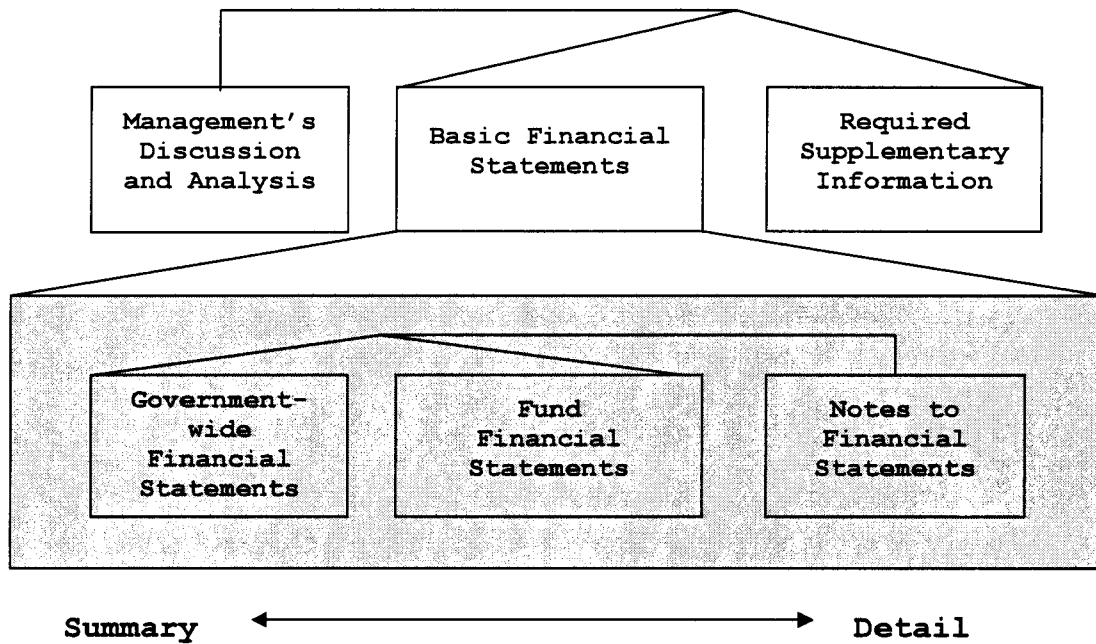 Management's
Discussion
and Analysis
Basic Financial
Statements
Required
Supplementary
Information
Government-
wide
Financial
Statements
Fund
Financial
Statements
Notes to
Financial
Statements
Summary
Detail